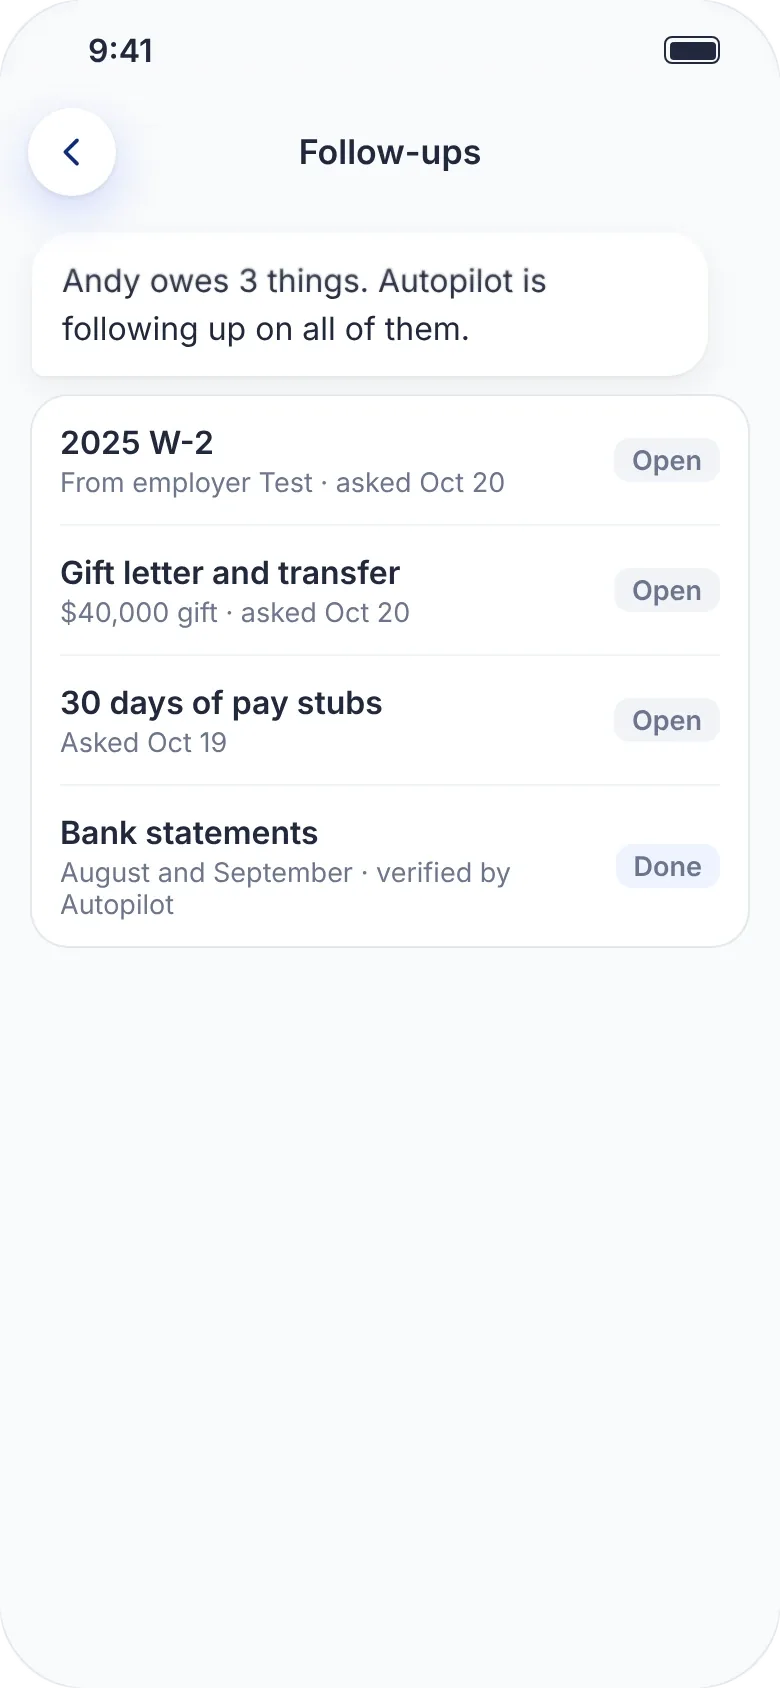 9:41
Follow-ups
Andy owes 3 things. Autopilot is
following up on all of them.
2025 W-2
From employer Test · asked Oct 20
Open
Gift letter and transfer
$40,000 gift · asked Oct 20
Open
30 days of pay stubs
Asked Oct 19
Open
Bank statements
August and September · verified by
Autopilot
Done